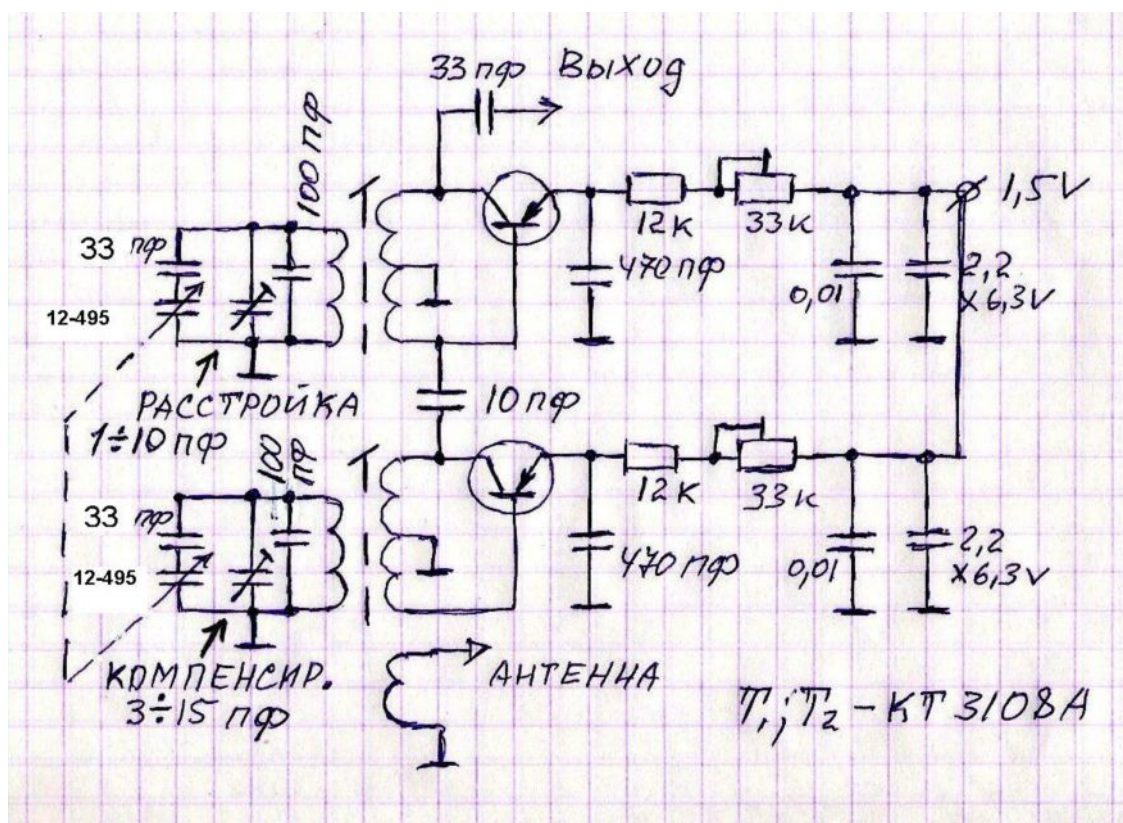 33 пф Выход
100 пф
33 пф
12-495
12к
33к
1,5V
470 пф
0,01
2,2
х6,3V
РАССТРОЙКА
1÷10 пф
10 пф
100
пф
33 пф
12-495
12к
33к
470 пф
0,01
2,2
х6,3V
КОМПЕНСИР.
3÷15 пф
АНТЕННА
Т₁; Т₂ – КТ3108А